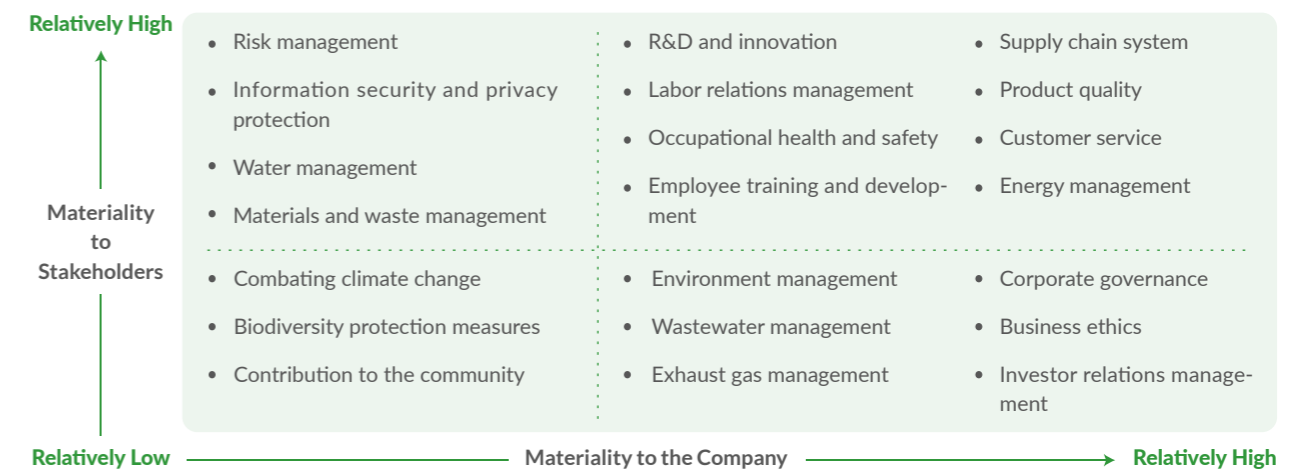 Relatively High
Materiality
to
Stakeholders
• Risk management
• Information security and privacy
protection
• Water management
• Materials and waste management
• R&D and innovation
• Labor relations management
• Occupational health and safety
• Employee training and develop-
ment
• Supply chain system
• Product quality
• Customer service
• Energy management
• Combating climate change
• Biodiversity protection measures
• Contribution to the community
• Environment management
• Wastewater management
• Exhaust gas management
• Corporate governance
• Business ethics
• Investor relations manage-
ment
Relatively Low
Materiality to the Company
Relatively High